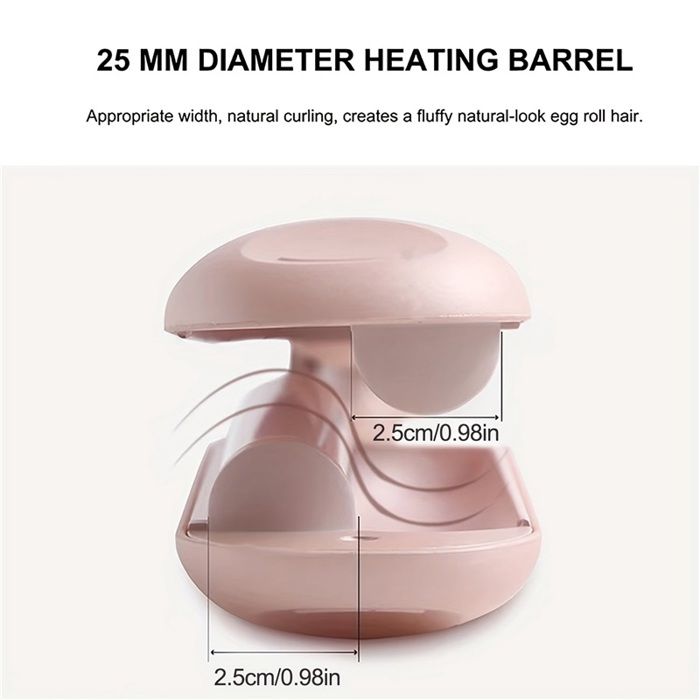 25 MM DIAMETER HEATING BARREL
Appropriate width, natural curling, creates a fluffy natural-look egg roll hair.
2.5cm/0.98in
2.5cm/0.98in